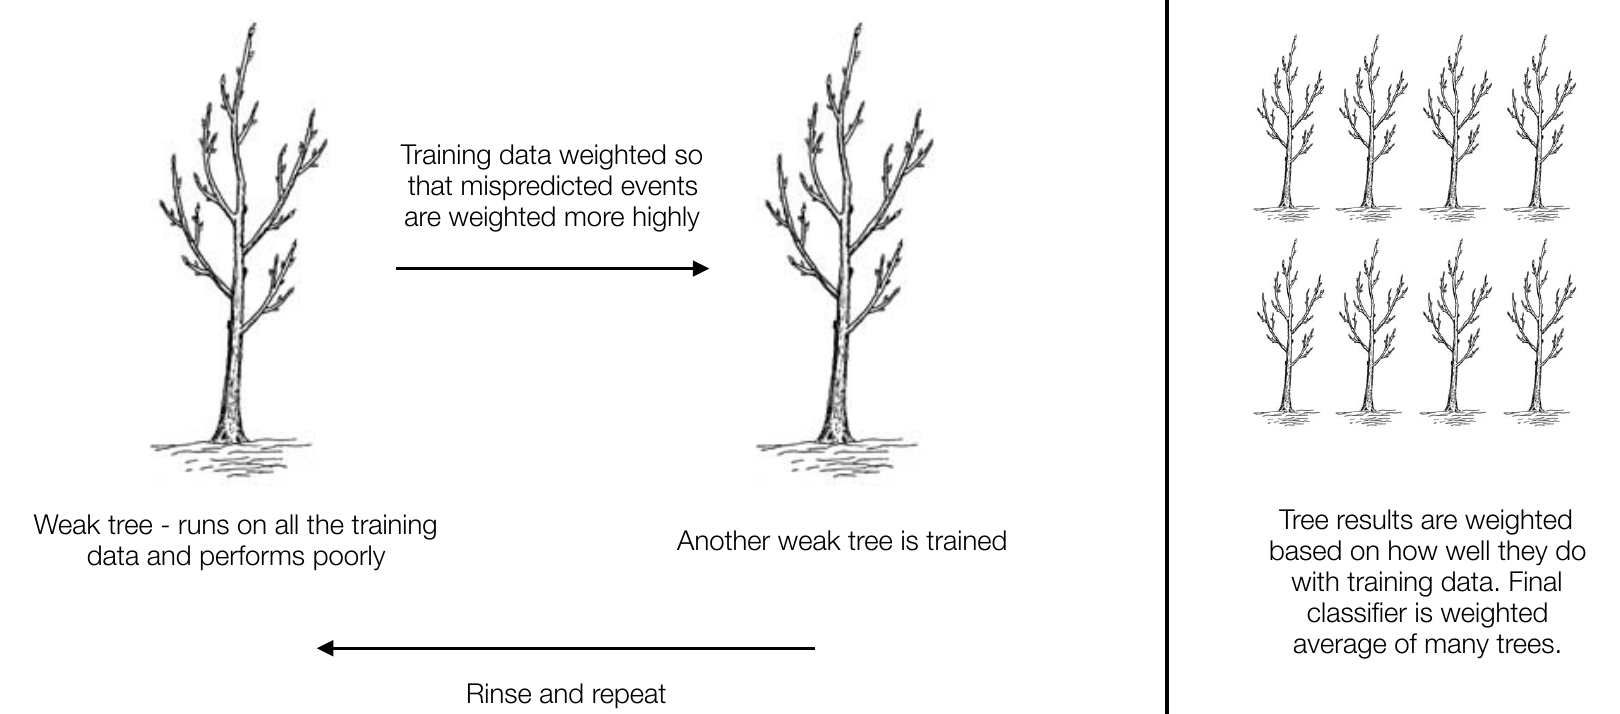 Training data weighted so
that mispredicted events
are weighted more highly
Weak tree - runs on all the training
data and performs poorly
Another weak tree is trained
Rinse and repeat
Tree results are weighted
based on how well they do
with training data. Final
classifier is weighted
average of many trees.